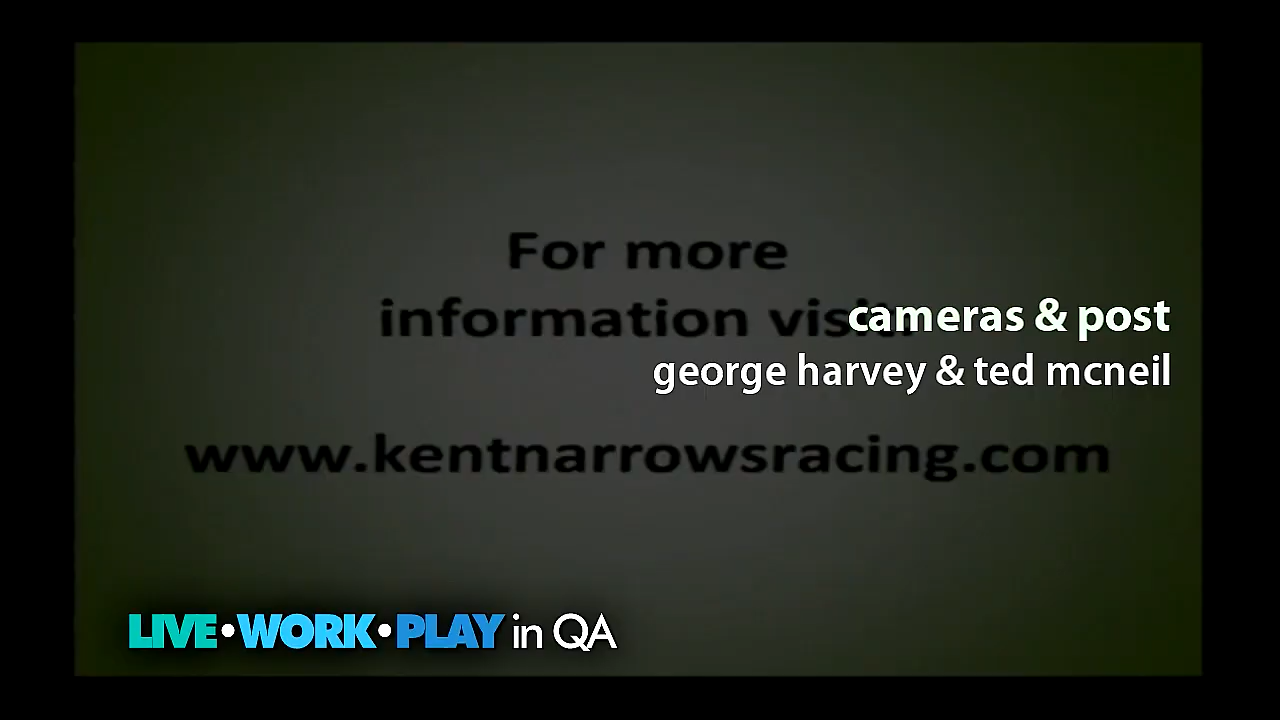 For more
information visit:
cameras & post
george harvey & ted mcneil
www.kentnarrowsracing.com
LIVE•WORK•PLAY in QA